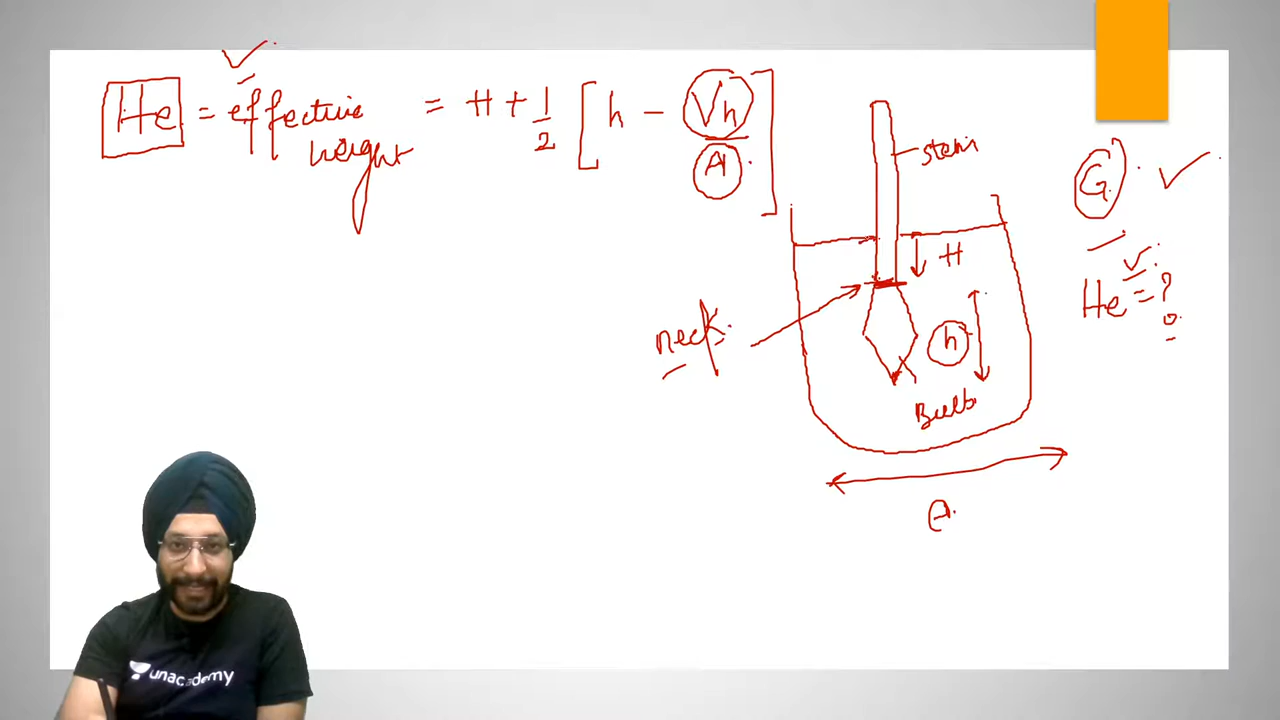 He = effective height = H + 1/2 [h - Vh/A]
stem
G
H
He = ?
neck
h
Bulb
A
unacademy